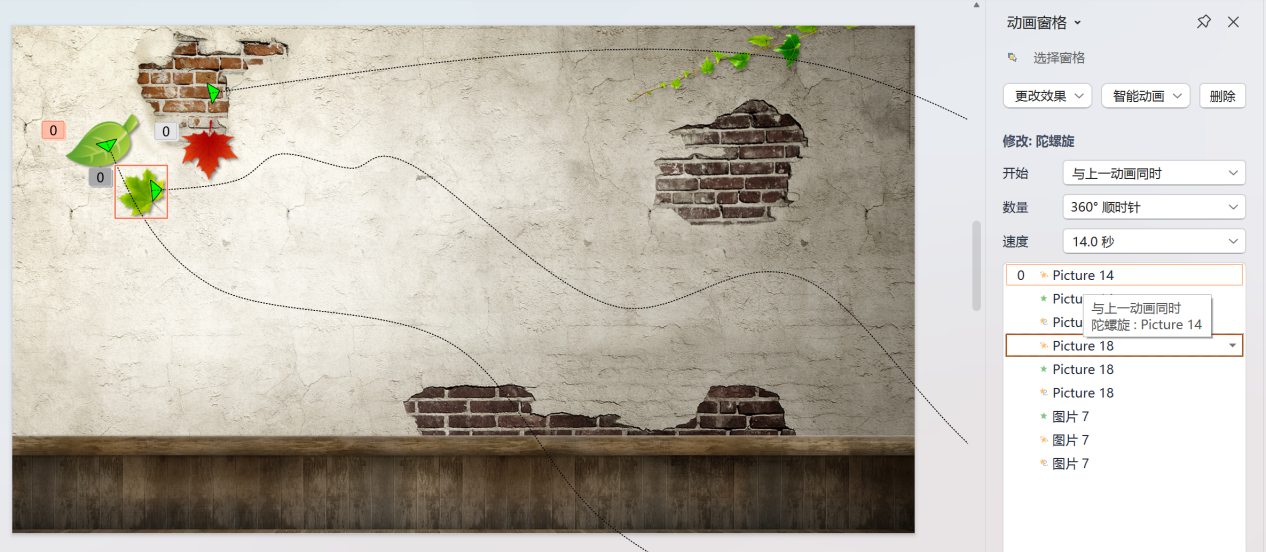 动画窗格
选择窗格
更改效果
智能动画
删除
修改: 陀螺旋
开始
与上一动画同时
数量
360° 顺时针
速度
14.0 秒
0
0
0
0 Picture 14
与上一动画同时
陀螺旋 : Picture 14
Picture 18
Picture 18
Picture 18
图片 7
图片 7
图片 7